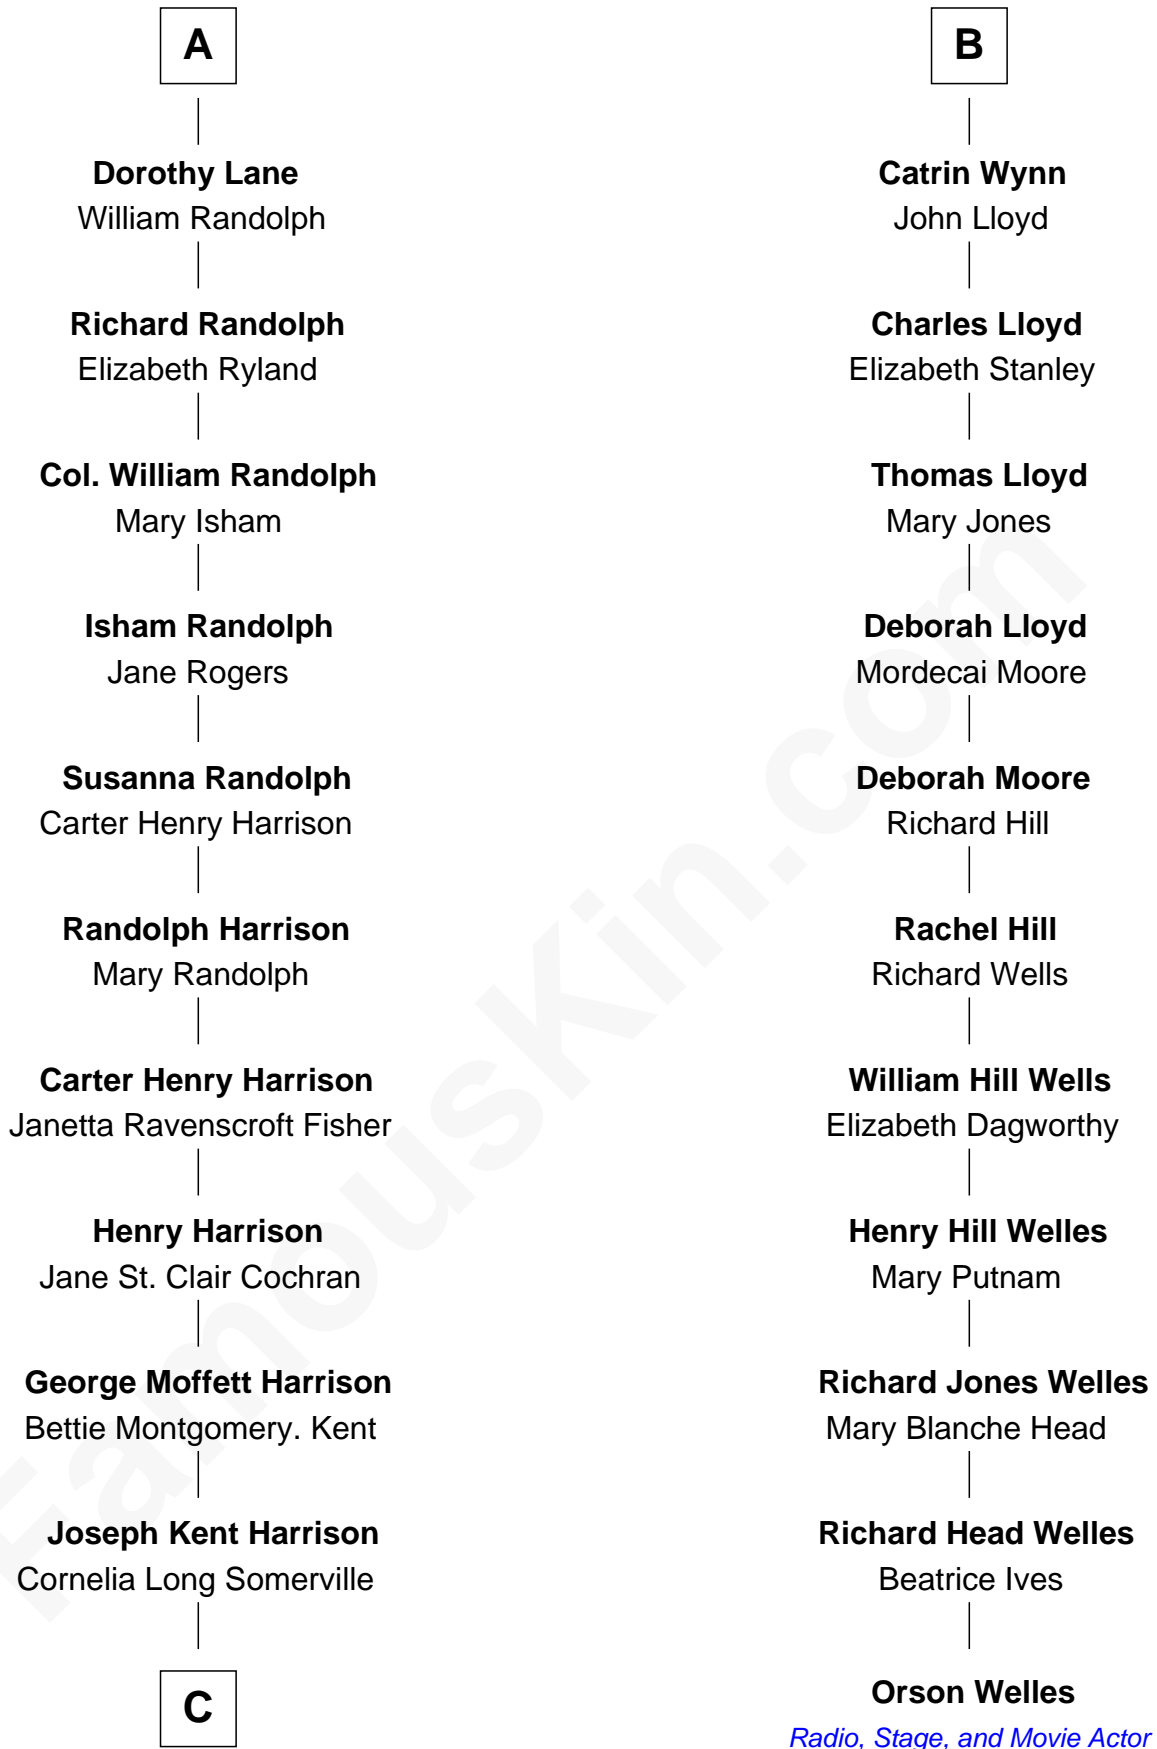 A
Dorothy Lane
William Randolph
Richard Randolph
Elizabeth Ryland
Col. William Randolph
Mary Isham
Isham Randolph
Jane Rogers
Susanna Randolph
Carter Henry Harrison
Randolph Harrison
Mary Randolph
Carter Henry Harrison
Janetta Ravenscroft Fisher
Henry Harrison
Jane St. Clair Cochran
George Moffett Harrison
Bettie Montgomery. Kent
Joseph Kent Harrison
Cornelia Long Somerville
C
B
Catrin Wynn
John Lloyd
Charles Lloyd
Elizabeth Stanley
Thomas Lloyd
Mary Jones
Deborah Lloyd
Mordecai Moore
Deborah Moore
Richard Hill
Rachel Hill
Richard Wells
William Hill Wells
Elizabeth Dagworthy
Henry Hill Welles
Mary Putnam
Richard Jones Welles
Mary Blanche Head
Richard Head Welles
Beatrice Ives
Orson Welles
Radio, Stage, and Movie Actor
FamousKin.com